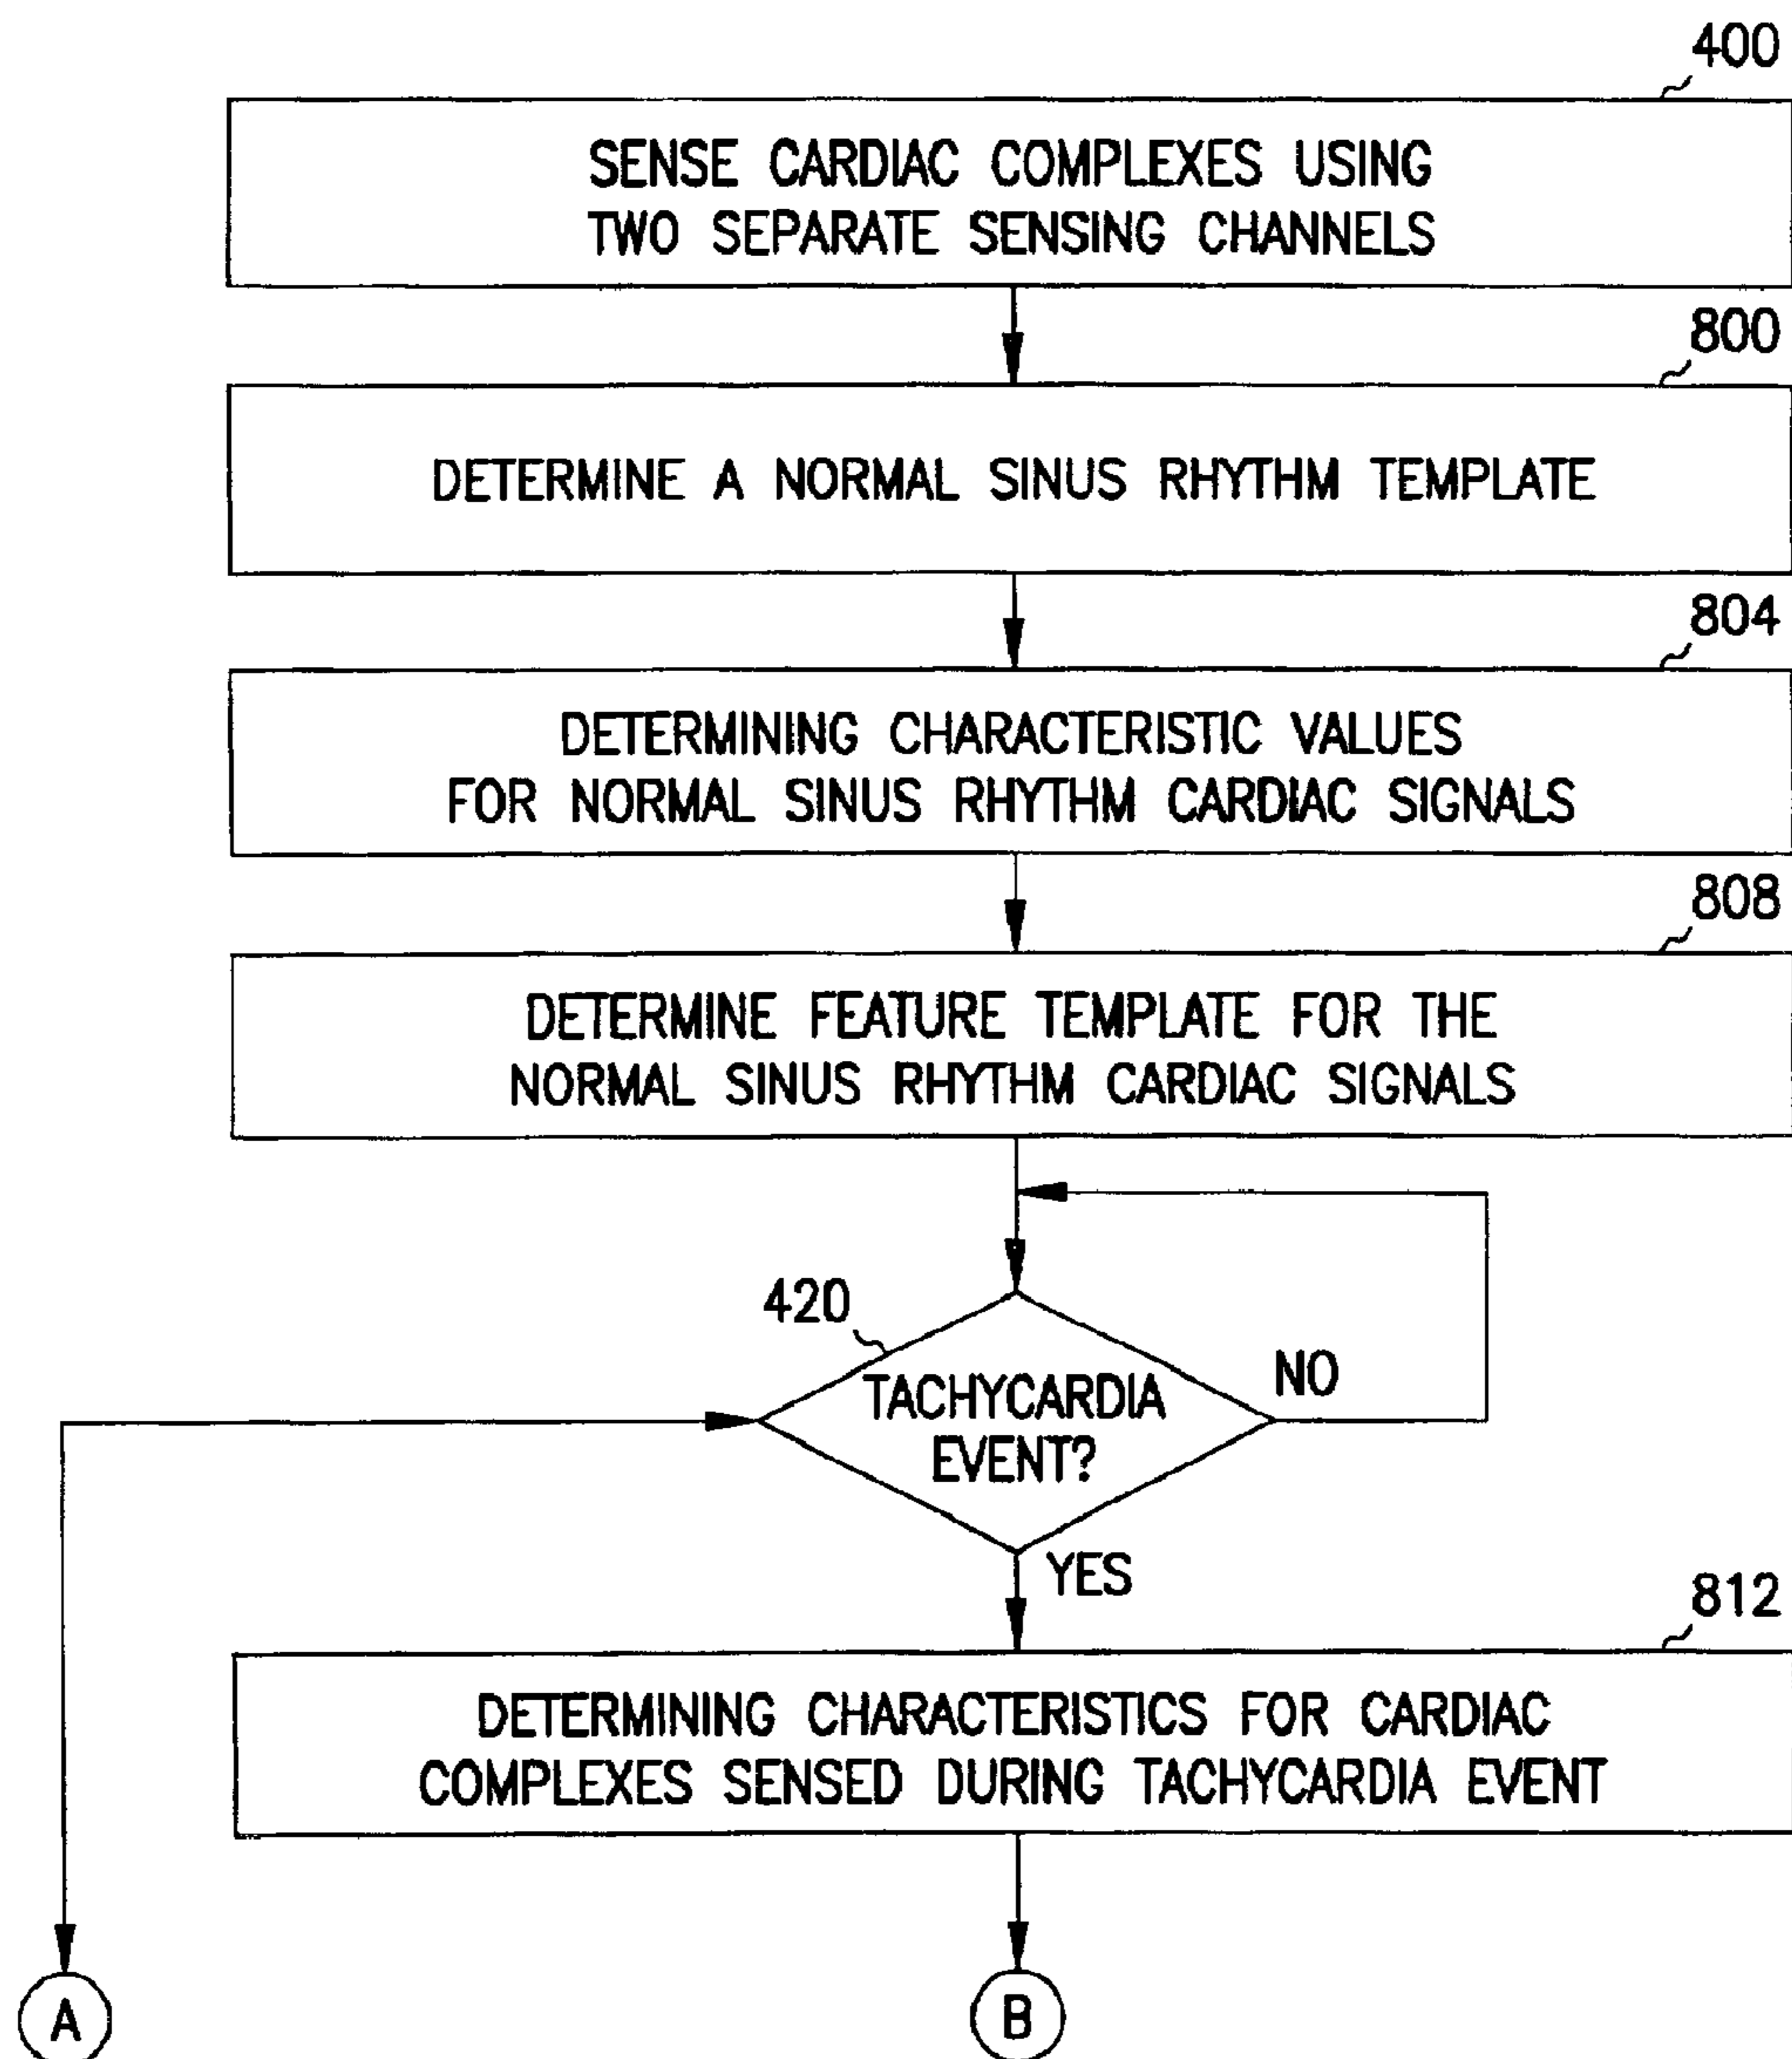 400
SENSE CARDIAC COMPLEXES USING
TWO SEPARATE SENSING CHANNELS
800
DETERMINE A NORMAL SINUS RHYTHM TEMPLATE
804
DETERMINING CHARACTERISTIC VALUES
FOR NORMAL SINUS RHYTHM CARDIAC SIGNALS
808
DETERMINE FEATURE TEMPLATE FOR THE
NORMAL SINUS RHYTHM CARDIAC SIGNALS
420
TACHYCARDIA
EVENT?
NO
YES
812
DETERMINING CHARACTERISTICS FOR CARDIAC
COMPLEXES SENSED DURING TACHYCARDIA EVENT
A
B